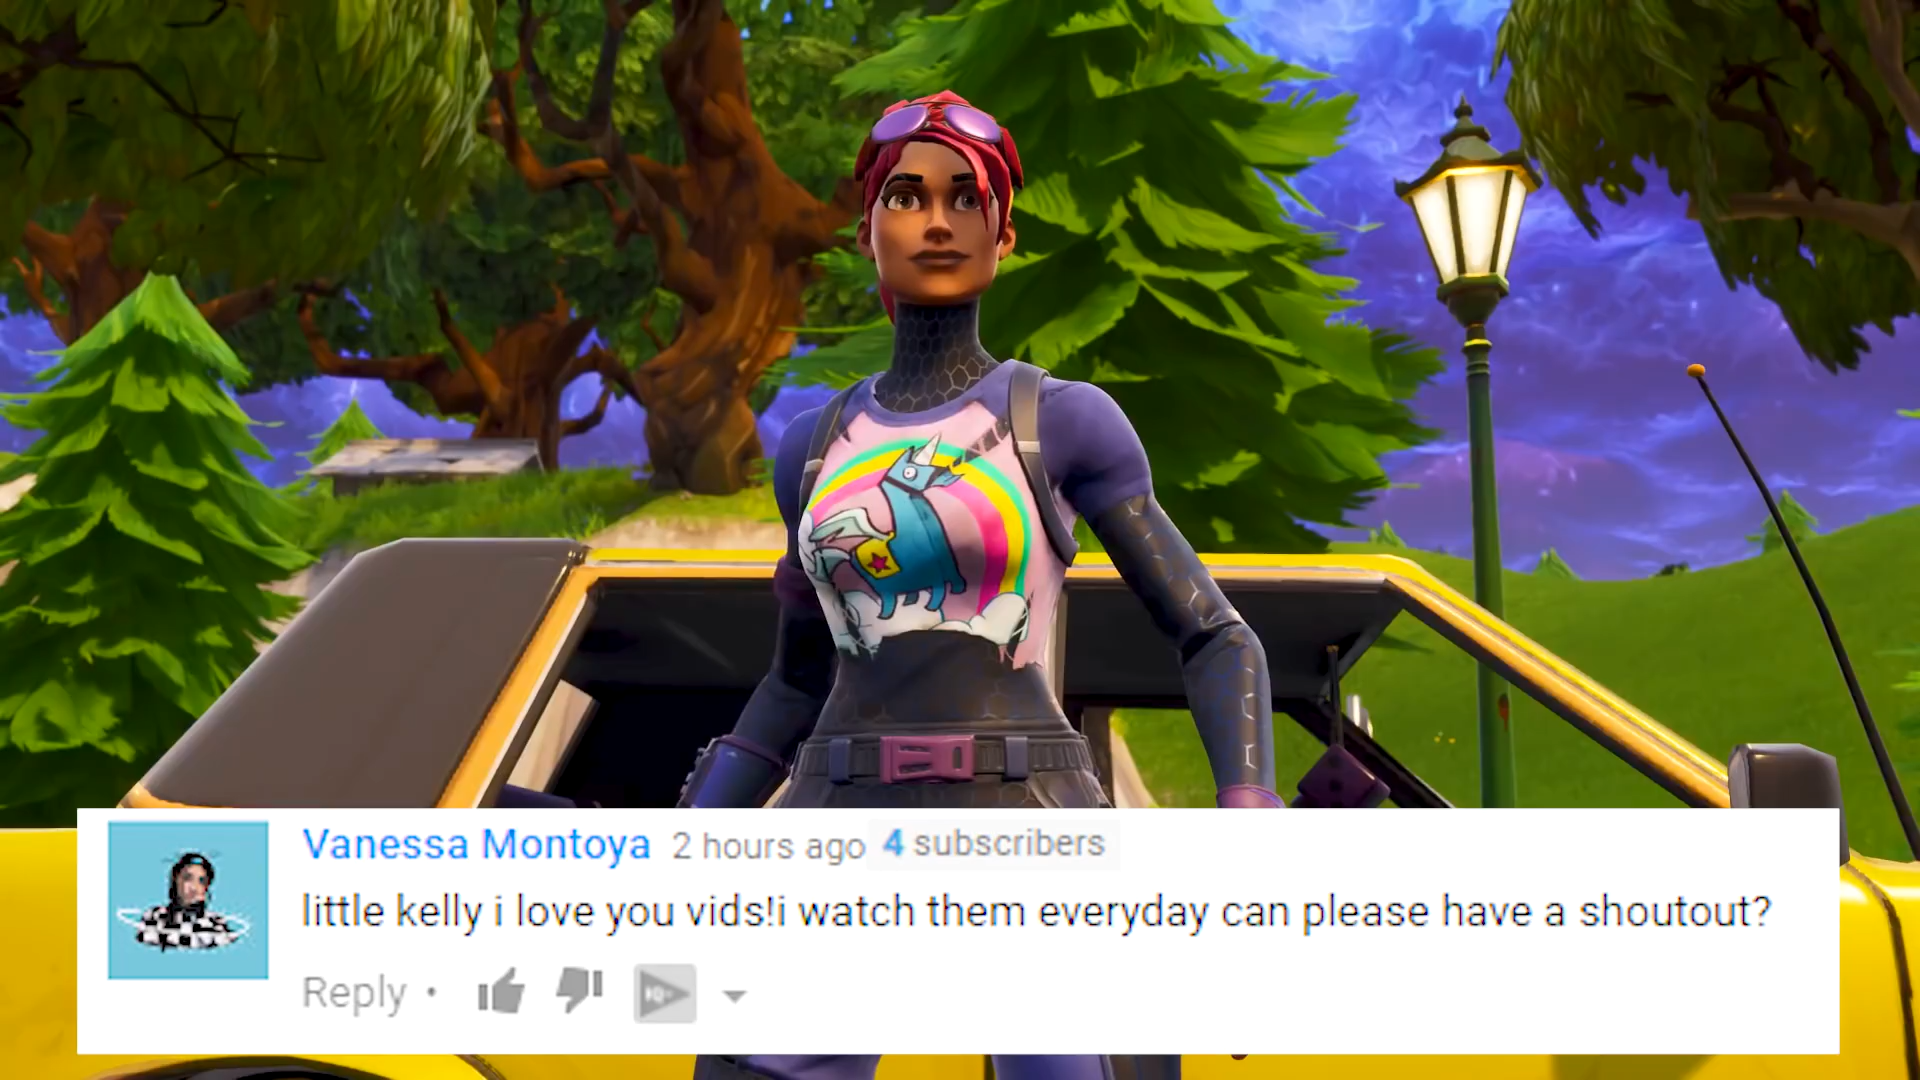 Vanessa Montoya 2 hours ago 4 subscribers
little kelly i love you vids!i watch them everyday can please have a shoutout?
Reply •